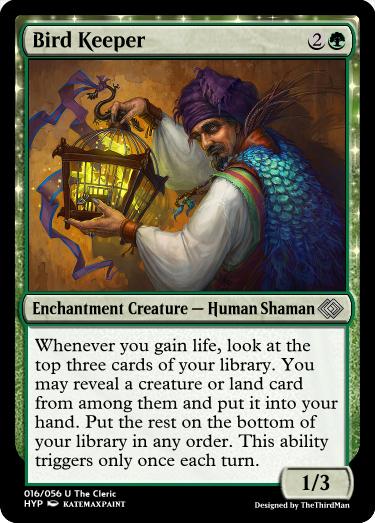 Bird Keeper 2
Enchantment Creature — Human Shaman
Whenever you gain life, look at the
top three cards of your library. You
may reveal a creature or land card
from among them and put it into your
hand. Put the rest on the bottom of
your library in any order. This ability
triggers only once each turn.
1/3
016/056 U The Cleric
HYP KATEMAXPAINT Designed by TheThirdMan